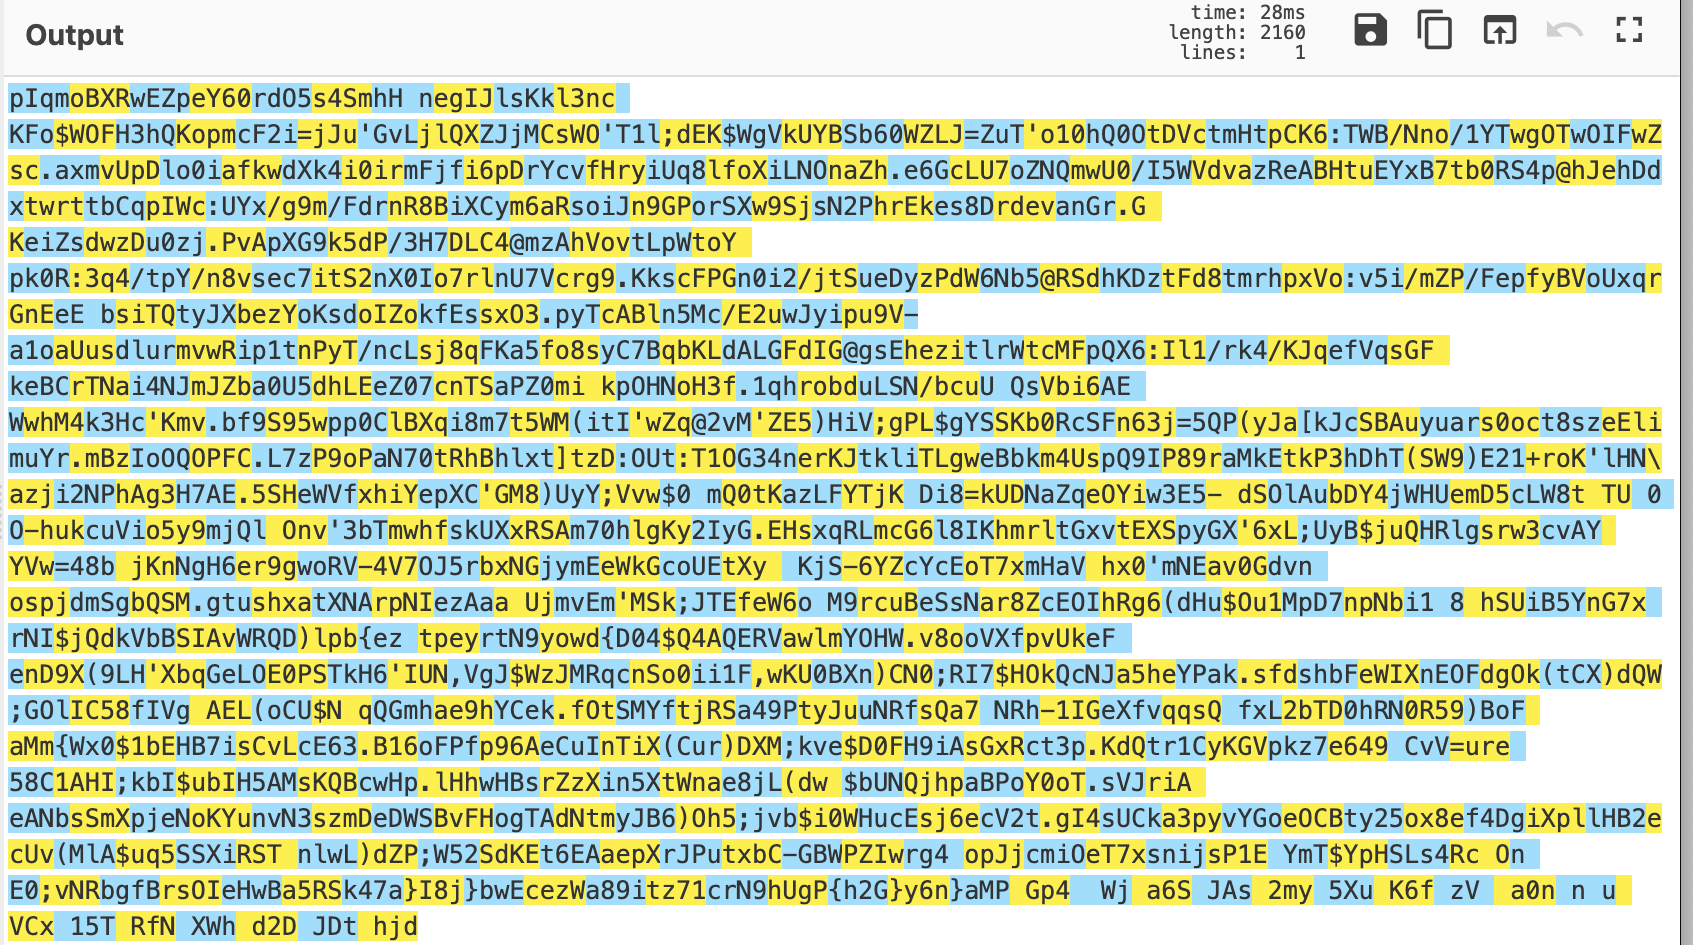 Output
time: 28ms
length: 2160
lines: 1
pIqmoBXRwEZpeY60rdO5s4SmhH negIJlsKkl3nc
KFo$WOFH3hQKopmcF2i=jJu'GvLjlQXZJjMCsWO'T1l;dEK$WgVkUYBSb60WZLJ=ZuT'o10hQ0OtDVctmHtpCK6:TWB/Nno/1YTwgOTwOIFwZ
sc.axmvUpDlo0iafkwdXk4i0irmFjfi6pDrYcvfHryiUq8lfoXiLNOnaZh.e6GcLU7oZNQmwU0/I5WVdvazReABHtuEYxB7tb0RS4p@hJehDd
xtwrttbCqpIWc:UYx/g9m/FdrnR8BiXCym6aRsoiJn9GPorSXw9SjsN2PhrEkes8DrdevanGr.G
KeiZsdwzDu0zj.PvApXG9k5dP/3H7DLC4@mzAhVovtLpWtoY
pk0R:3q4/tpY/n8vsec7itS2nX0Io7rlnU7Vcrg9.KkscFPGn0i2/jtSueDyzPdW6Nb5@RSdhKDztFd8tmrhpxVo:v5i/mZP/FepfyBVoUxqr
GnEeE bsiTQtyJXbezYoKsdoIZokfEssxO3.pyTcABln5Mc/E2uwJyipu9V–
a1oaUusdlurmvwRip1tnPyT/ncLsj8qFKa5fo8syC7BqbKLdALGFdIG@gsEhezitlrWtcMFpQX6:Il1/rk4/KJqefVqsGF
keBCrTNai4NJmJZba0U5dhLEeZ07cnTSaPZ0mi kpOHNoH3f.1qhrobduLSN/bcuU QsVbi6AE
WwhM4k3Hc'Kmv.bf9S95wpp0ClBXqi8m7t5WM(itI'wZq@2vM'ZE5)HiV;gPL$gYSSKb0RcSFn63j=5QP(yJa[kJcSBAuyuars0oct8szeEli
muYr.mBzIoOQOPFC.L7zP9oPaN70tRhBhlxt]tzD:OUt:T1OG34nerKJtkliTLgweBbkm4UspQ9IP89raMkEtkP3hDhT(SW9)E21+roK'lHN\
azji2NPhAg3H7AE.5SHeWVfxhiYepXC'GM8)UyY;Vvw$0 mQ0tKazLFYTjK Di8=kUDNaZqeOYiw3E5– dSOlAubDY4jWHUemD5cLW8t TU 0
O–hukcuVio5y9mjQl Onv'3bTmwhfskUXxRSAm70hlgKy2IyG.EHsxqRLmcG6l8IKhmrltGxvtEXSpyGX'6xL;UyB$juQHRlgsrw3cvAY
YVw=48b jKnNgH6er9gwoRV–4V7OJ5rbxNGjymEeWkGcoUEtXy  KjS–6YZcYcEoT7xmHaV hx0'mNEav0Gdvn
ospjdmSgbQSM.gtushxatXNArpNIezAaa UjmvEm'MSk;JTEfeW6o M9rcuBeSsNar8ZcEOIhRg6(dHu$Ou1MpD7npNbi1 8 hSUiB5YnG7x
rNI$jQdkVbBSIAvWRQD)lpb{ez tpeyrtN9yowd{D04$Q4AQERVawlmYOHW.v8ooVXfpvUkeF
enD9X(9LH'XbqGeLOE0PSTkH6'IUN,VgJ$WzJMRqcnSo0ii1F,wKU0BXn)CN0;RI7$HOkQcNJa5heYPak.sfdshbFeWIXnEOFdgOk(tCX)dQW
;GOlIC58fIVg AEL(oCU$N qQGmhae9hYCek.fOtSMYftjRSa49PtyJuuNRfsQa7 NRh–1IGeXfvqqsQ fxL2bTD0hRN0R59)BoF
aMm{Wx0$1bEHB7isCvLcE63.B16oFPfp96AeCuInTiX(Cur)DXM;kve$D0FH9iAsGxRct3p.KdQtr1CyKGVpkz7e649 CvV=ure
58C1AHI;kbI$ubIH5AMsKQBcwHp.lHhwHBsrZzXin5XtWnae8jL(dw $bUNQjhpaBPoY0oT.sVJriA
eANbsSmXpjeNoKYunvN3szmDeDWSBvFHogTAdNtmyJB6)Oh5;jvb$i0WHucEsj6ecV2t.gI4sUCka3pyvYGoeOCBty25ox8ef4DgiXpllHB2e
cUv(MlA$uq5SSXiRST nlwL)dZP;W52SdKEt6EAaepXrJPutxbC–GBWPZIwrg4 opJjcmiOeT7xsnijsP1E YmT$YpHSLs4Rc On
E0;vNRbgfBrsOIeHwBa5RSk47a}I8j}bwEcezWa89itz71crN9hUgP{h2G}y6n}aMP Gp4  Wj a6S JAs 2my 5Xu K6f zV  a0n n u
VCx 15T RfN XWh d2D JDt hjd